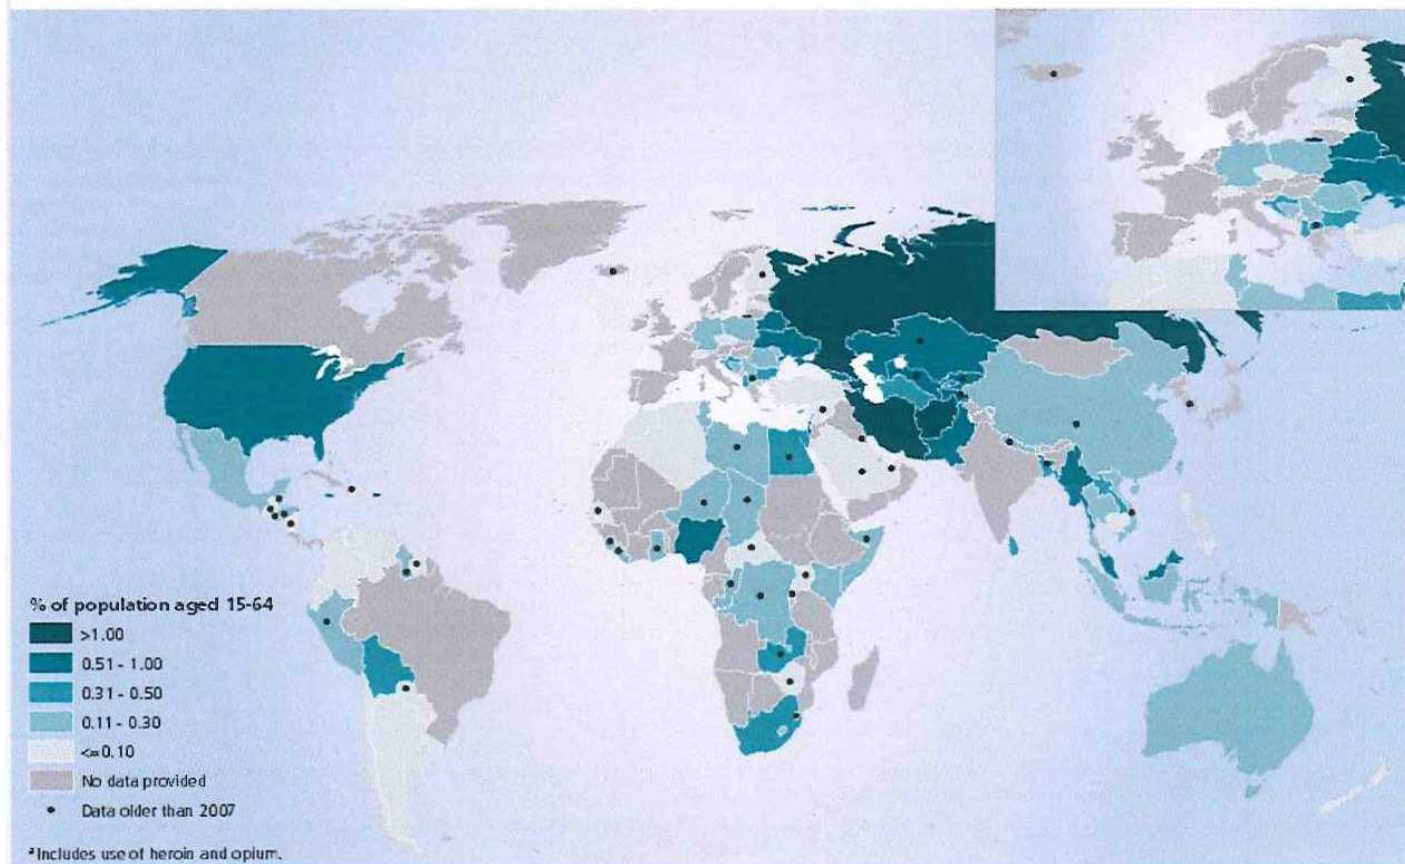 % of population aged 15-64
>1.00
0.51 - 1.00
0.31 - 0.50
0.11 - 0.30
<=0.10
No data provided
• Data older than 2007
ᵃIncludes use of heroin and opium.